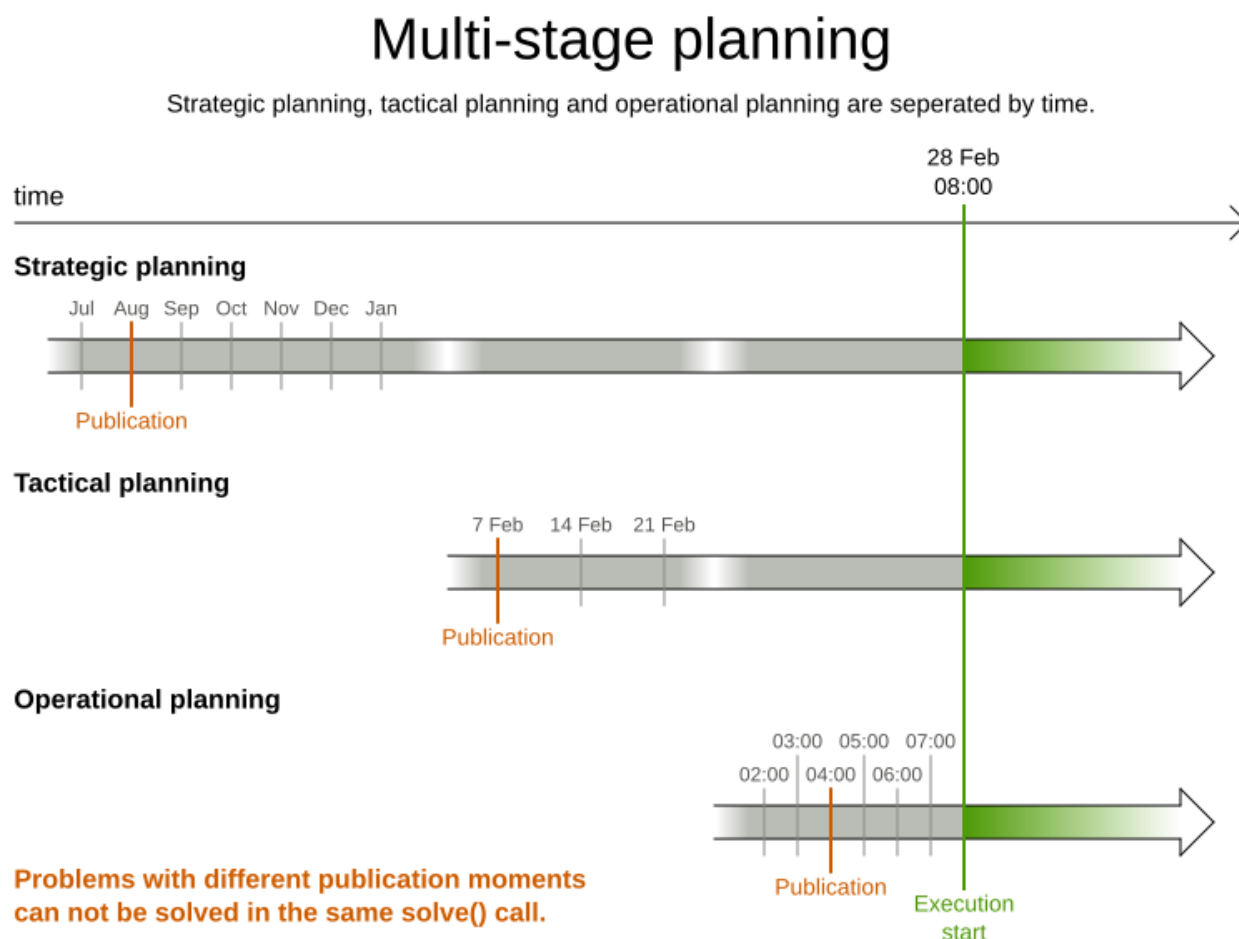 Multi-stage planning
Strategic planning, tactical planning and operational planning are seperated by time.
28 Feb
08:00
time
Strategic planning
Jul Aug Sep Oct Nov Dec Jan
Publication
Tactical planning
7 Feb 14 Feb 21 Feb
Publication
Operational planning
03:00 05:00 07:00
02:00 04:00 06:00
Publication
Execution
start
Problems with different publication moments
can not be solved in the same solve() call.